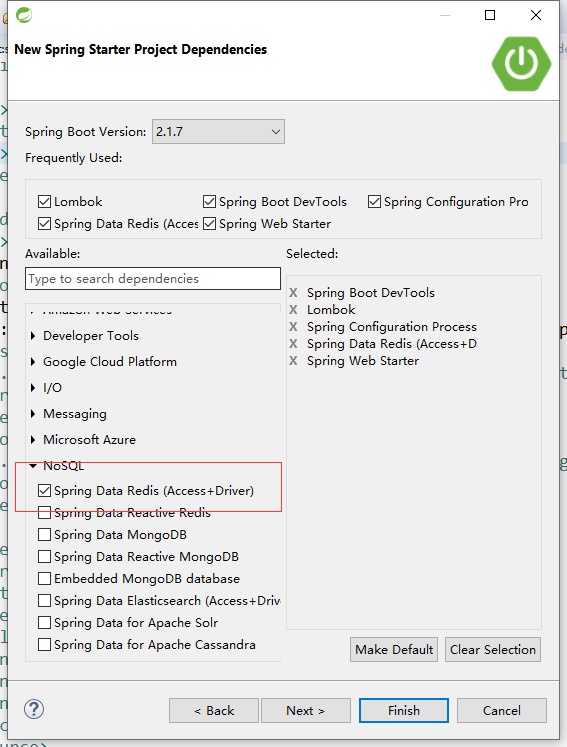 New Spring Starter Project Dependencies
Spring Boot Version: 2.1.7
Frequently Used:
Lombok Spring Boot DevTools Spring Configuration Pro
Spring Data Redis (Acces Spring Web Starter
Available: Selected:
Type to search dependencies
Amazon Web Services
Developer Tools
Google Cloud Platform
I/O
Messaging
Microsoft Azure
NoSQL
Spring Data Redis (Access+Driver)
Spring Data Reactive Redis
Spring Data MongoDB
Spring Data Reactive MongoDB
Embedded MongoDB database
Spring Data Elasticsearch (Access+Driv
Spring Data for Apache Solr
Spring Data for Apache Cassandra
X Spring Boot DevTools
X Lombok
X Spring Configuration Process
X Spring Data Redis (Access+D
X Spring Web Starter
Make Default Clear Selection
? < Back Next > Finish Cancel